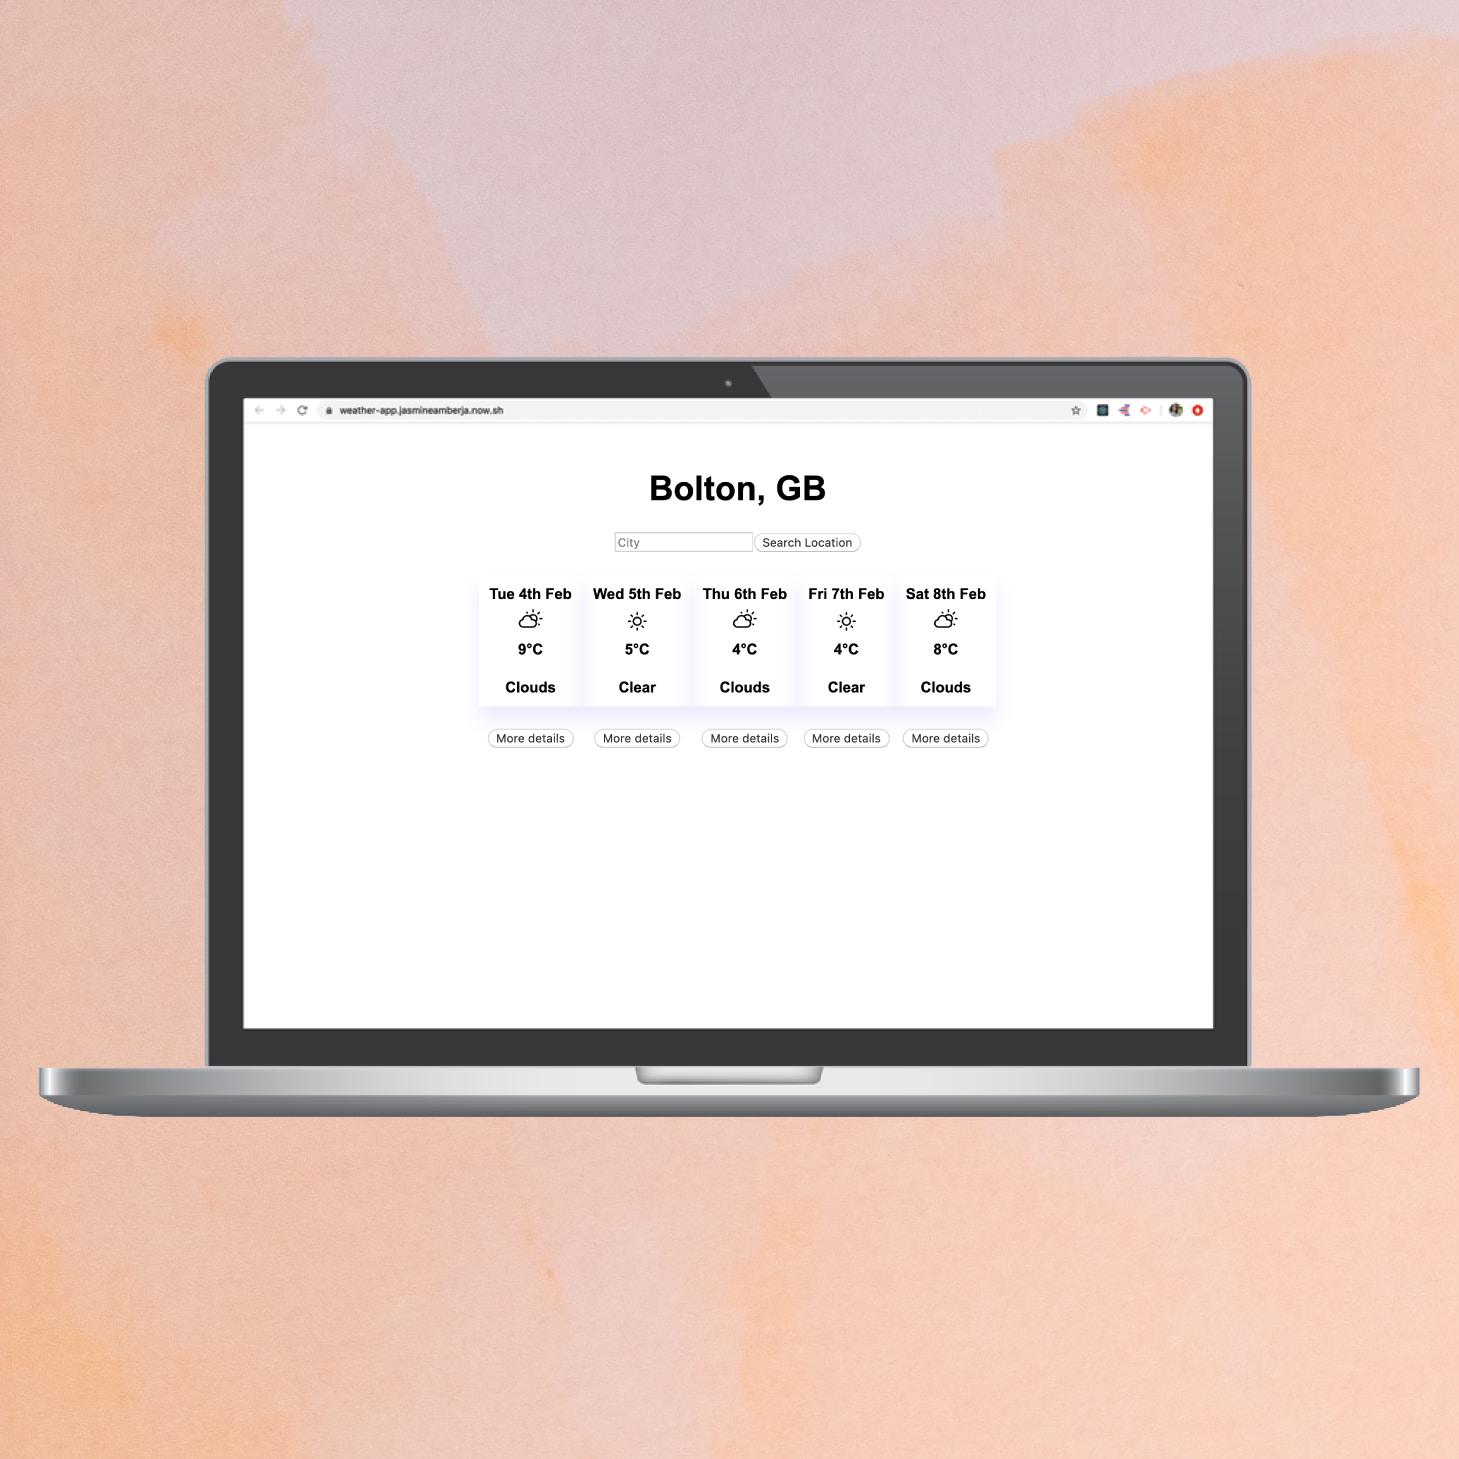 weather-app.jasmineamberja.now.sh
Bolton, GB
City Search Location
Tue 4th Feb Wed 5th Feb Thu 6th Feb Fri 7th Feb Sat 8th Feb
9°C 5°C 4°C 4°C 8°C
Clouds Clear Clouds Clear Clouds
More details More details More details More details More details